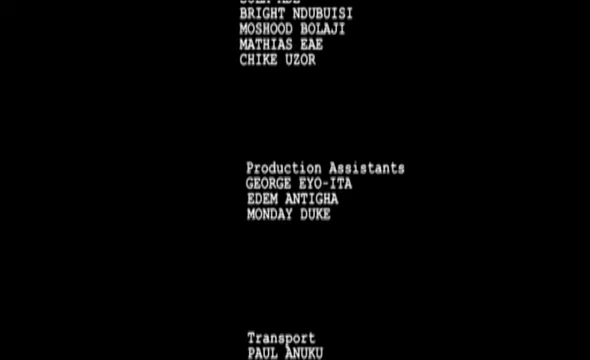 BRIGHT NDUBUISI
MOSHOOD BOLAJI
MATHIAS EAE
CHIKE UZOR
Production Assistants
GEORGE EYO-ITA
EDEM ANTIGHA
MONDAY DUKE
Transport
PAUL ANUKU